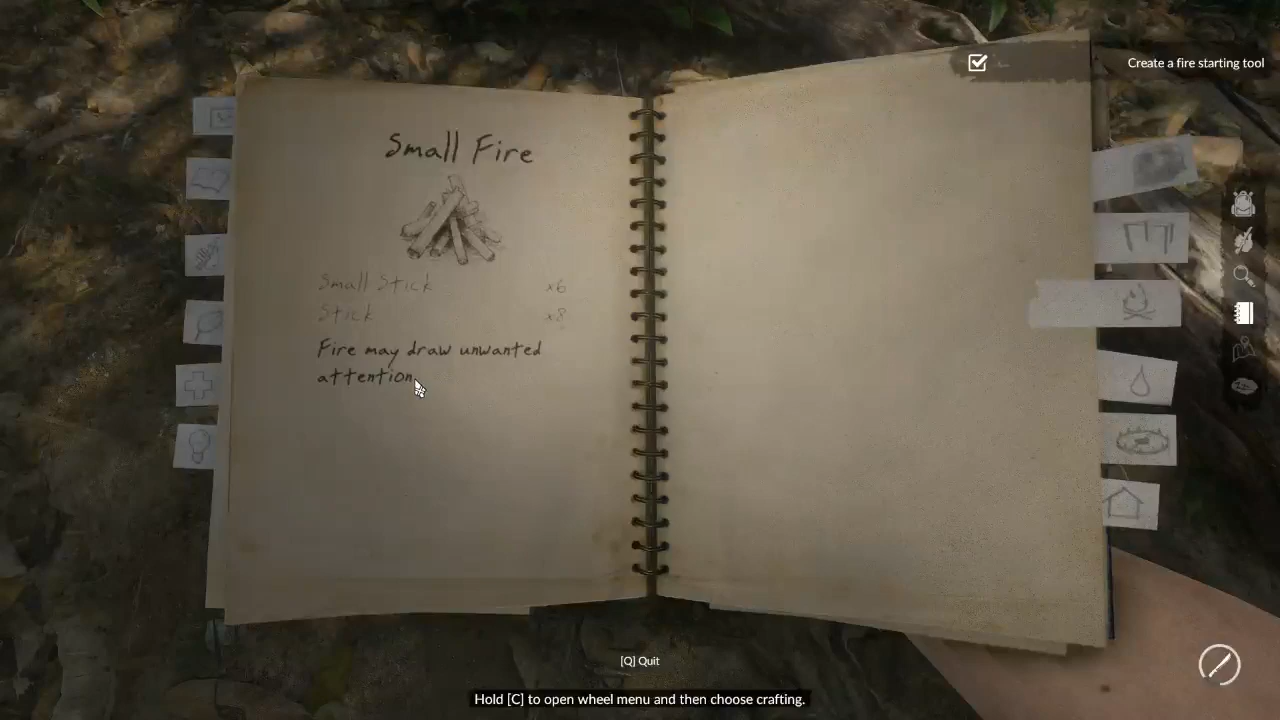 Create a fire starting tool
Small Fire
Small Stick x6
Stick x8
Fire may draw unwanted
attention.
[Q] Quit
Hold [C] to open wheel menu and then choose crafting.